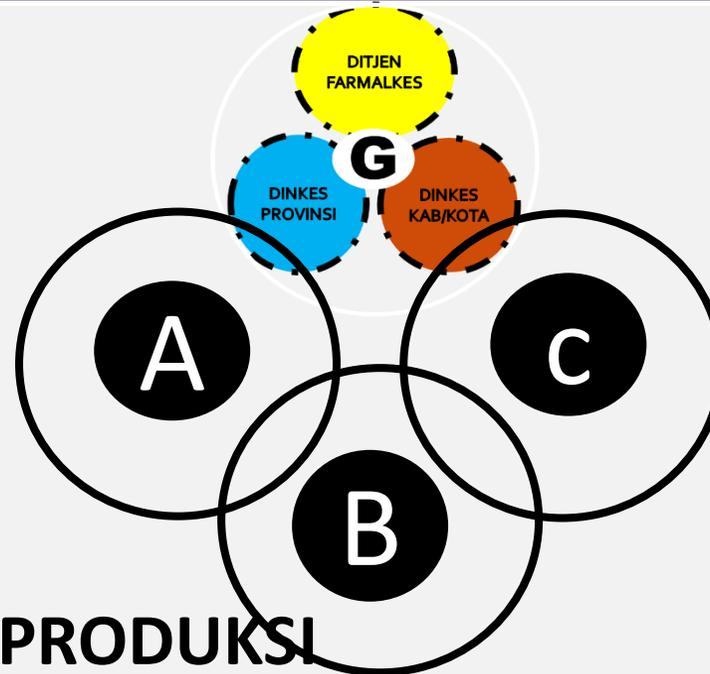 DITJEN
FARMALKES
G
DINKES
PROVINSI
DINKES
KAB/KOTA
A
C
B
PRODUKSI